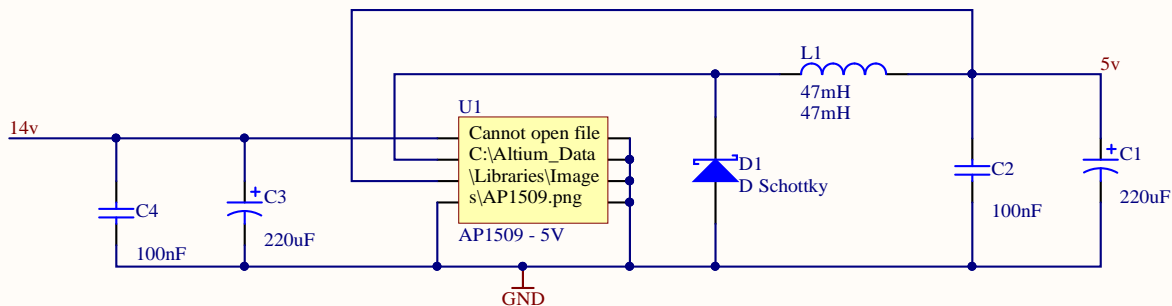 L1
5v
47mH
47mH
U1
14v
Cannot open file
C:\Altium_Data
\Libraries\Image
s\AP1509.png
D1
D Schottky
C2
C1
C4
C3
100nF
220uF
220uF
AP1509 - 5V
100nF
GND